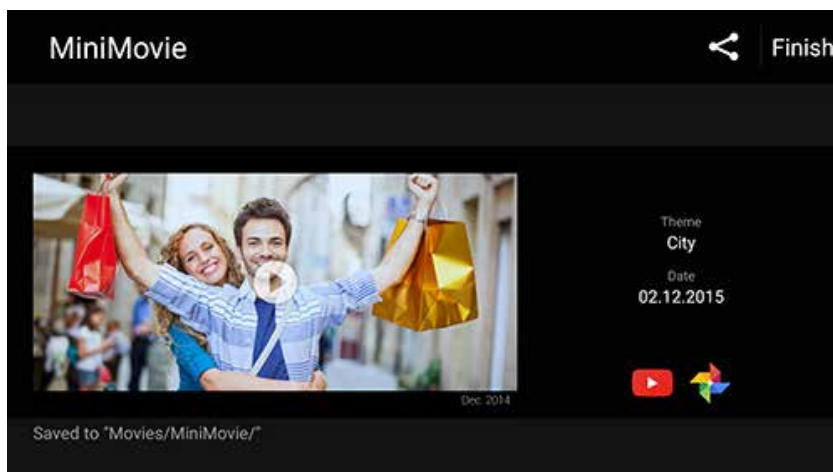 MiniMovie
Finish
Theme
City
Date
02.12.2015
Dec. 2014
Saved to "Movies/MiniMovie/"